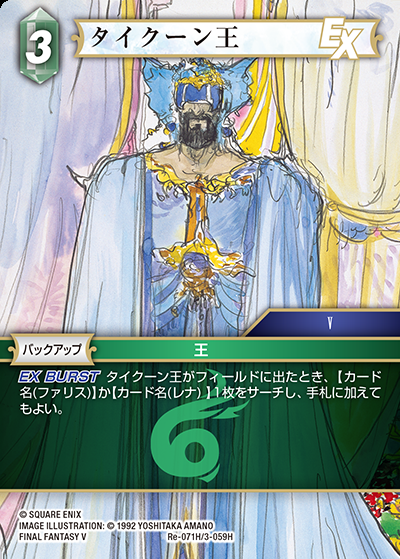 3
タイクーン王
EX
V
バックアップ
王
EX BURST タイクーン王がフィールドに出たとき、【カード
名(ファリス)】か【カード名(レナ)】1枚をサーチし、手札に加えて
もよい。
© SQUARE ENIX
IMAGE ILLUSTRATION: © 1992 YOSHITAKA AMANO
FINAL FANTASY V
Re-071H/3-059H